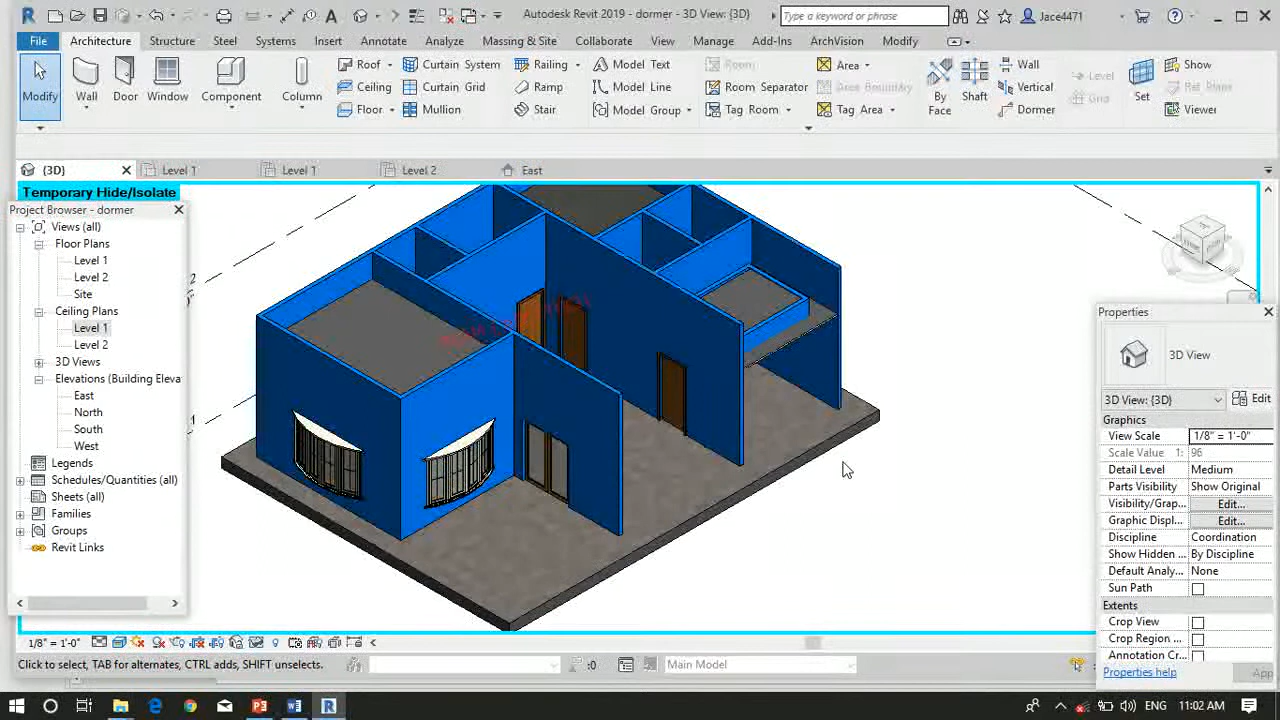 Autodesk Revit 2019 - dormer - 3D View: {3D}
Type a keyword or phrase
Jace4471
File Architecture Structure Steel Systems Insert Annotate Analyze Massing & Site Collaborate View Manage Add-Ins ArchVision Modify
Roof Curtain System Railing Model Text Room Area Wall Level Show
Ceiling Curtain Grid Ramp Model Line Room Separator Area Boundary Vertical Grid Ref Plane
Floor Mullion Stair Model Group Tag Room Tag Area Dormer Viewer
Modify Wall Door Window Component Column By Face Shaft Set
{3D} Level 1 Level 1 Level 2 East
Temporary Hide/Isolate
Project Browser - dormer
Views (all)
Floor Plans
Level 1
Level 2
Site
Ceiling Plans
Level 1
Level 2
3D Views
Elevations (Building Eleva
East
North
South
West
Legends
Schedules/Quantities (all)
Sheets (all)
Families
Groups
Revit Links
Properties
3D View
3D View: {3D} Edit
Graphics
View Scale 1/8" = 1'-0"
Scale Value 1: 96
Detail Level Medium
Parts Visibility Show Original
Visibility/Grap... Edit...
Graphic Displ... Edit...
Discipline Coordination
Show Hidden ... By Discipline
Default Analy... None
Sun Path
Extents
Crop View
Crop Region ...
Annotation Cr...
Properties help App
1/8" = 1'-0"
Click to select, TAB for alternates, CTRL adds, SHIFT unselects.
:0
Main Model
ENG 11:02 AM